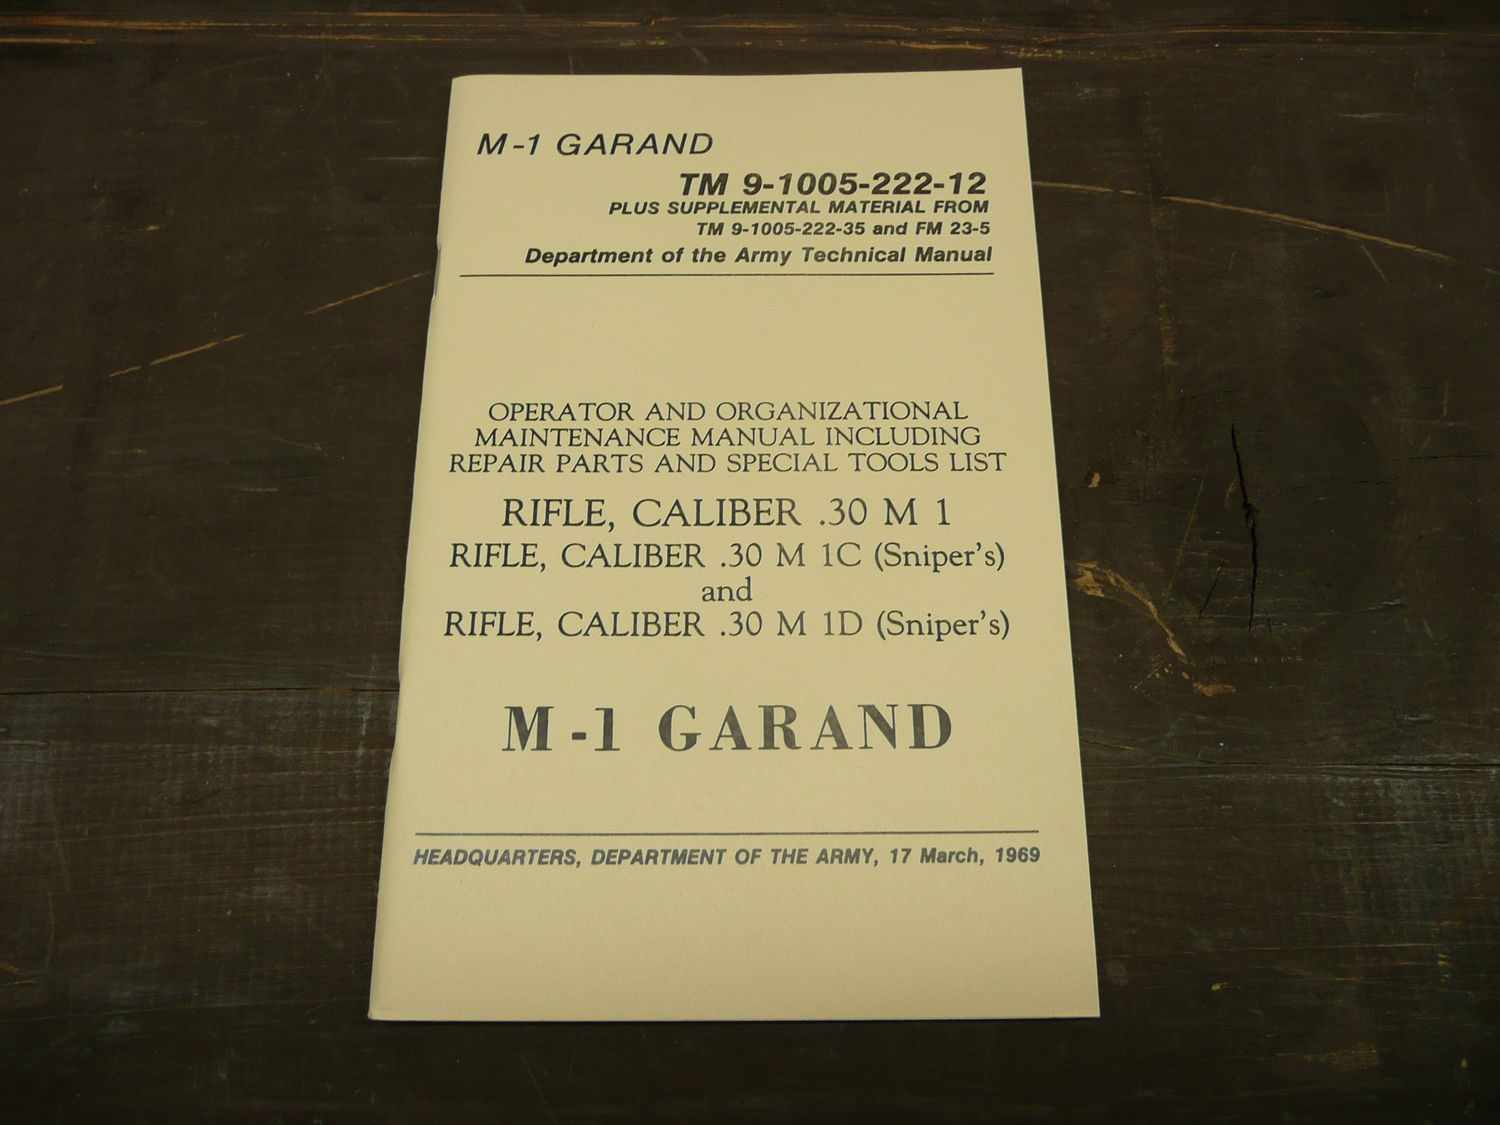 M-1 GARAND
TM 9-1005-222-12
PLUS SUPPLEMENTAL MATERIAL FROM
TM 9-1005-222-35 and FM 23-5
Department of the Army Technical Manual
OPERATOR AND ORGANIZATIONAL
MAINTENANCE MANUAL INCLUDING
REPAIR PARTS AND SPECIAL TOOLS LIST
RIFLE, CALIBER .30 M 1
RIFLE, CALIBER .30 M 1C (Sniper's)
and
RIFLE, CALIBER .30 M 1D (Sniper's)
M-1 GARAND
HEADQUARTERS, DEPARTMENT OF THE ARMY, 17 March, 1969